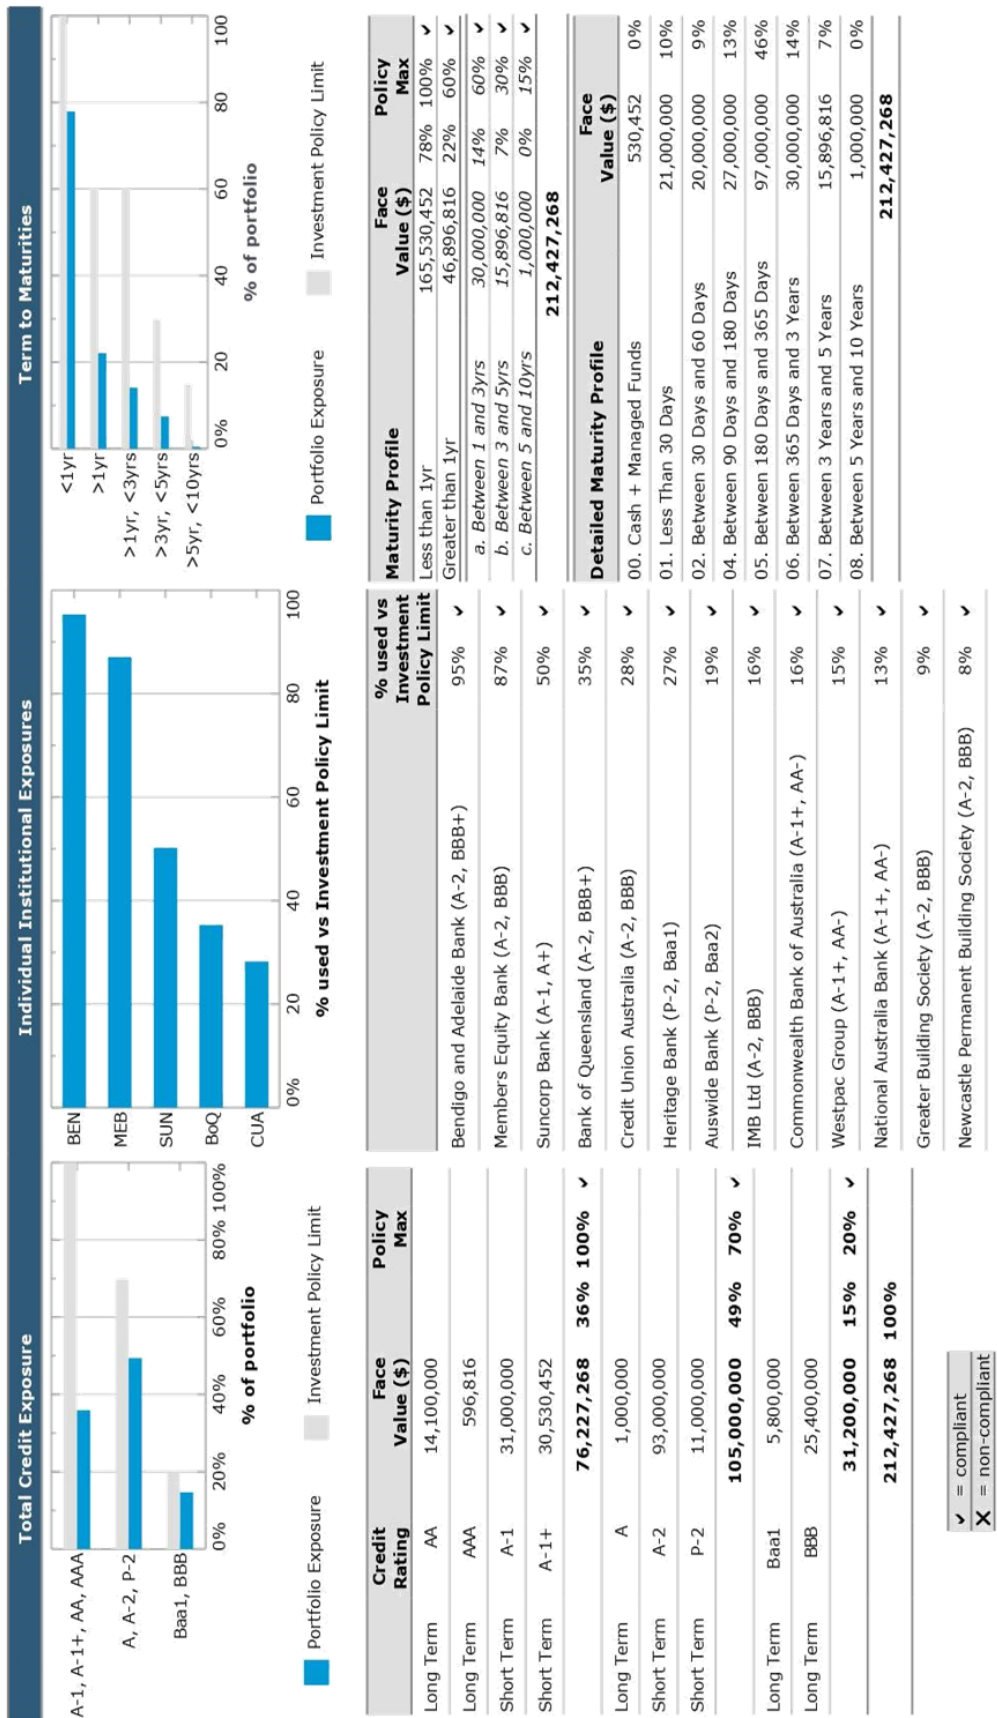 Total Credit Exposure
A-1, A-1+, AA, AAA
A, A-2, P-2
Baa1, BBB
0% 20% 40% 60% 80% 100%
% of portfolio
Portfolio Exposure Investment Policy Limit
Credit Rating Face Value ($) Policy Max
Long Term AA 14,100,000
Long Term AAA 596,816
Short Term A-1 31,000,000
Short Term A-1+ 30,530,452
76,227,268 36% 100% ✔
Long Term A 1,000,000
Short Term A-2 93,000,000
Short Term P-2 11,000,000
105,000,000 49% 70% ✔
Long Term Baa1 5,800,000
Long Term BBB 25,400,000
31,200,000 15% 20% ✔
212,427,268 100%
✔ = compliant
X = non-compliant
Individual Institutional Exposures
BEN
MEB
SUN
BoQ
CUA
0% 20 40 60 80 100
% used vs Investment Policy Limit
% used vs
Investment
Policy Limit
Bendigo and Adelaide Bank (A-2, BBB+) 95% ✔
Members Equity Bank (A-2, BBB) 87% ✔
Suncorp Bank (A-1, A+) 50% ✔
Bank of Queensland (A-2, BBB+) 35% ✔
Credit Union Australia (A-2, BBB) 28% ✔
Heritage Bank (P-2, Baa1) 27% ✔
Auswide Bank (P-2, Baa2) 19% ✔
IMB Ltd (A-2, BBB) 16% ✔
Commonwealth Bank of Australia (A-1+, AA-) 16% ✔
Westpac Group (A-1+, AA-) 15% ✔
National Australia Bank (A-1+, AA-) 13% ✔
Greater Building Society (A-2, BBB) 9% ✔
Newcastle Permanent Building Society (A-2, BBB) 8% ✔
Term to Maturities
<1yr
>1yr
>1yr, <3yrs
>3yr, <5yrs
>5yr, <10yrs
0% 20 40 60 80 100
% of portfolio
Portfolio Exposure Investment Policy Limit
Maturity Profile Face Value ($) Policy Max
Less than 1yr 165,530,452 78% 100% ✔
Greater than 1yr 46,896,816 22% 60% ✔
a. Between 1 and 3yrs 30,000,000 14% 60% ✔
b. Between 3 and 5yrs 15,896,816 7% 30% ✔
c. Between 5 and 10yrs 1,000,000 0% 15% ✔
212,427,268
Detailed Maturity Profile Face Value ($)
00. Cash + Managed Funds 530,452 0%
01. Less Than 30 Days 21,000,000 10%
02. Between 30 Days and 60 Days 20,000,000 9%
04. Between 90 Days and 180 Days 27,000,000 13%
05. Between 180 Days and 365 Days 97,000,000 46%
06. Between 365 Days and 3 Years 30,000,000 14%
07. Between 3 Years and 5 Years 15,896,816 7%
08. Between 5 Years and 10 Years 1,000,000 0%
212,427,268